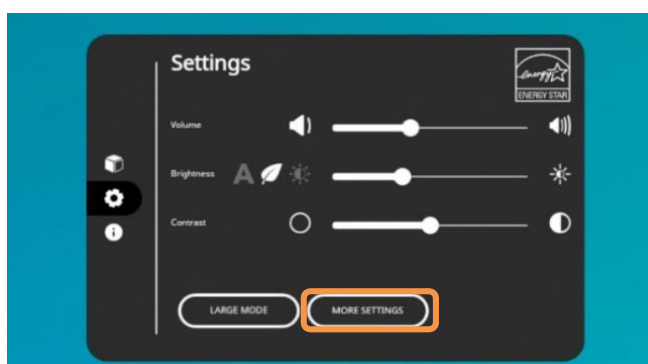 Settings
energy
ENERGY STAR
Volume
Brightness A
Contrast
LARGE MODE
MORE SETTINGS